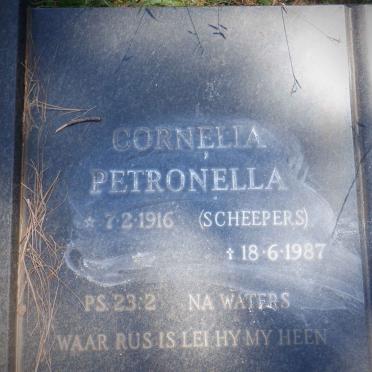 CORNELIA
PETRONELLA
* 7·2·1916 (SCHEEPERS)
† 18·6·1987
PS. 23:2 NA WATERS
WAAR RUS IS LEI HY MY HEEN